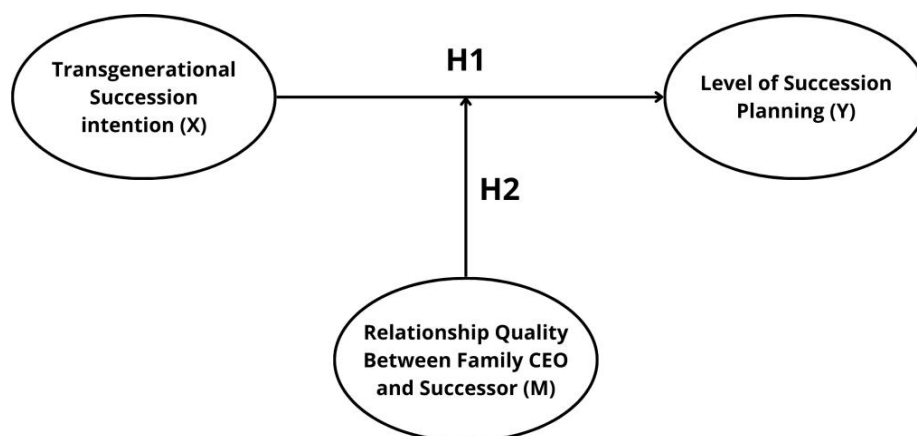 H1
Transgenerational
Succession
intention (X)
Level of Succession
Planning (Y)
H2
Relationship Quality
Between Family CEO
and Successor (M)